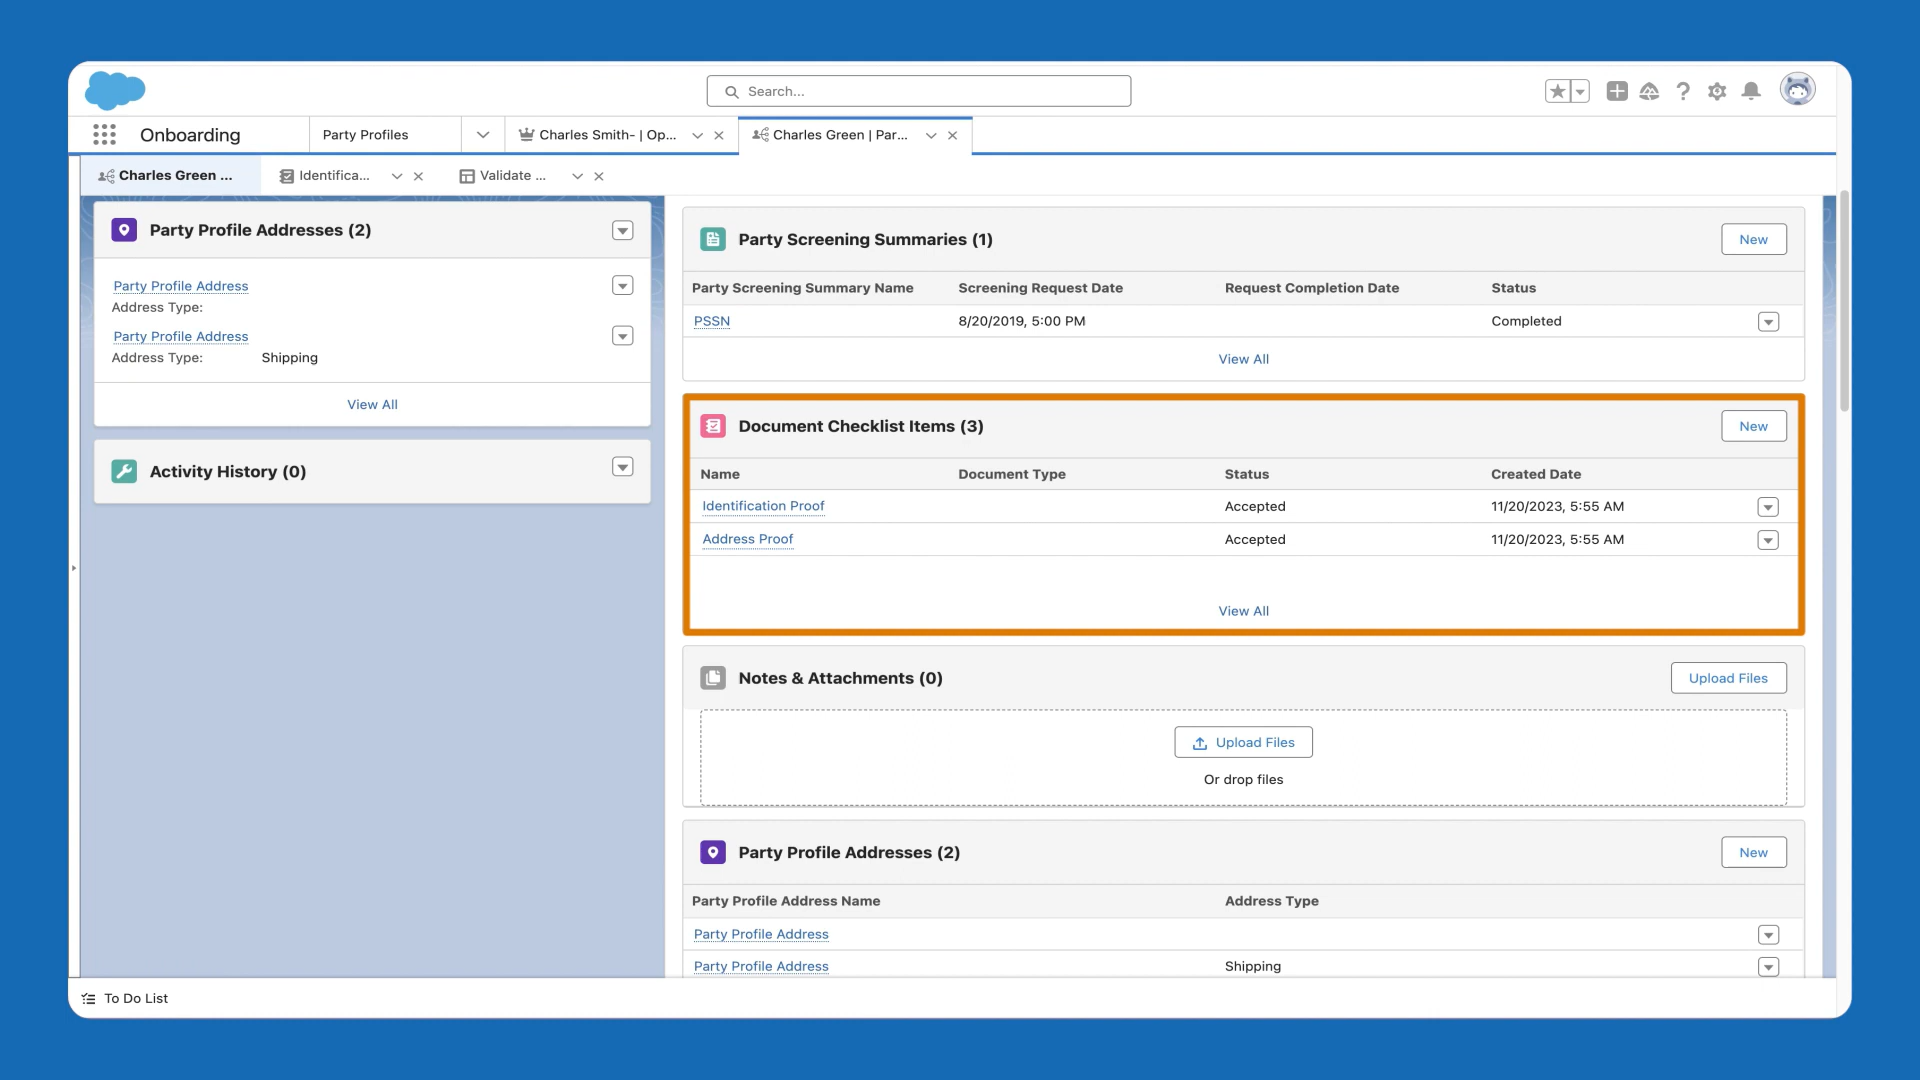 Search...
Onboarding
Party Profiles
Charles Smith- | Op...
Charles Green | Par...
Charles Green ...
Identifica...
Validate ...
Party Profile Addresses (2)
Party Profile Address
Address Type:
Party Profile Address
Address Type: Shipping
View All
Activity History (0)
Party Screening Summaries (1)
New
Party Screening Summary Name Screening Request Date Request Completion Date Status
PSSN 8/20/2019, 5:00 PM Completed
View All
Document Checklist Items (3)
New
Name Document Type Status Created Date
Identification Proof Accepted 11/20/2023, 5:55 AM
Address Proof Accepted 11/20/2023, 5:55 AM
View All
Notes & Attachments (0)
Upload Files
Upload Files
Or drop files
Party Profile Addresses (2)
New
Party Profile Address Name Address Type
Party Profile Address
Party Profile Address Shipping
To Do List